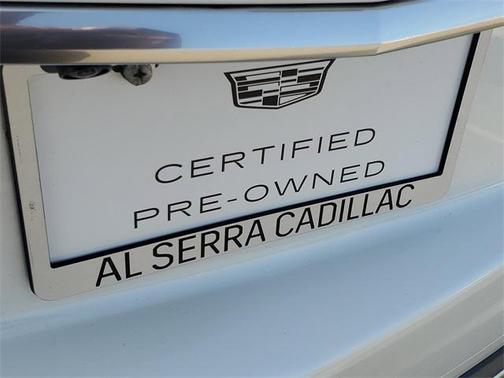 CERTIFIED
PRE-OWNED
AL SERRA CADILLAC